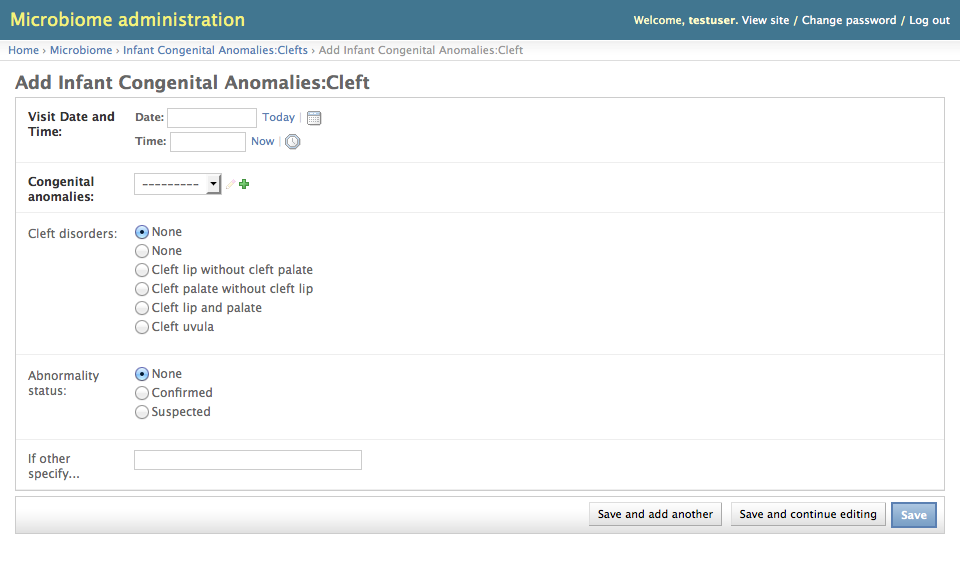 Microbiome administration
Welcome, testuser. View site / Change password / Log out
Home › Microbiome › Infant Congenital Anomalies:Clefts › Add Infant Congenital Anomalies:Cleft
Add Infant Congenital Anomalies:Cleft
Visit Date and
Time:
Date: Today |
Time: Now |
Congenital
anomalies:
---------
Cleft disorders:
None
None
Cleft lip without cleft palate
Cleft palate without cleft lip
Cleft lip and palate
Cleft uvula
Abnormality
status:
None
Confirmed
Suspected
If other
specify...
Save and add another
Save and continue editing
Save